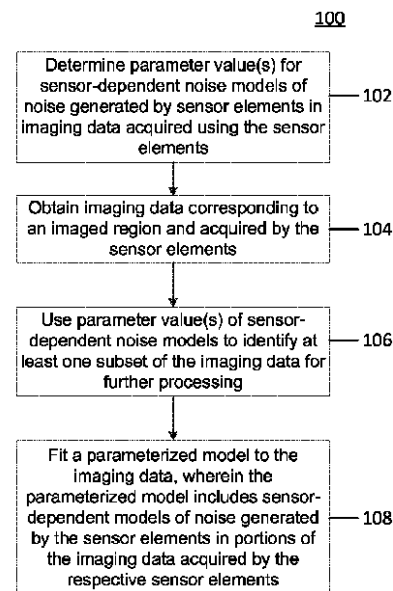 100
Determine parameter value(s) for
sensor-dependent noise models of
noise generated by sensor elements in
imaging data acquired using the sensor
elements
102
Obtain imaging data corresponding to
an imaged region and acquired by the
sensor elements
104
Use parameter value(s) of sensor-
dependent noise models to identify at
least one subset of the imaging data for
further processing
106
Fit a parameterized model to the
imaging data, wherein the
parameterized model includes sensor-
dependent models of noise generated
by the sensor elements in portions of
the imaging data acquired by the
respective sensor elements
108